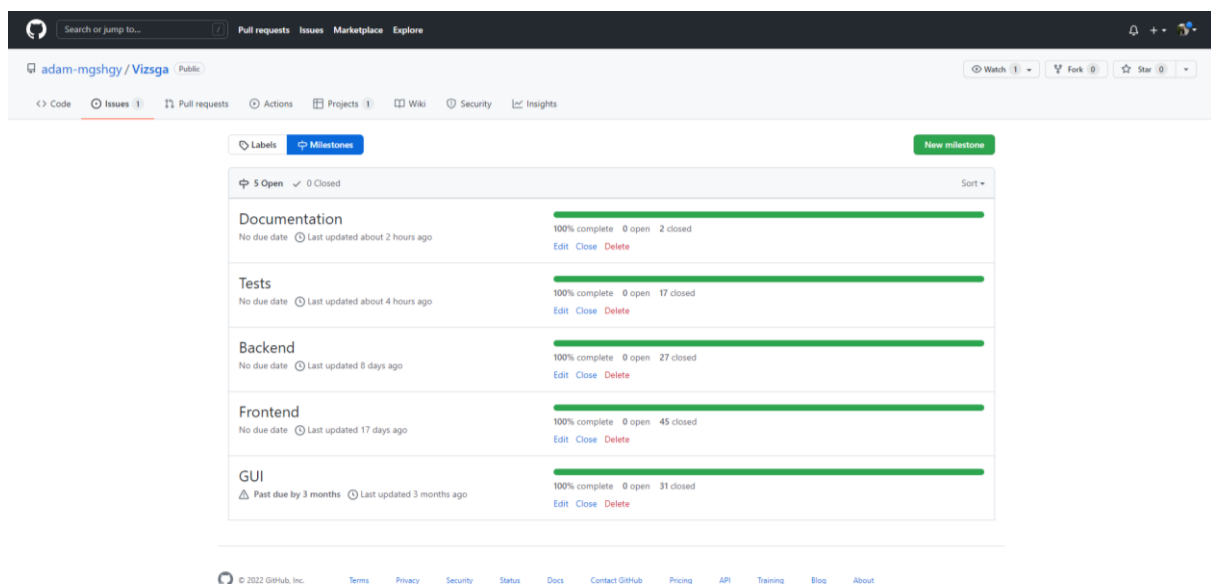 Search or jump to... / Pull requests Issues Marketplace Explore
adam-mgshgy / Vizsga Public Watch 1 Fork 0 Star 0
Code Issues 1 Pull requests Actions Projects 1 Wiki Security Insights
Labels Milestones New milestone
5 Open 0 Closed Sort
Documentation
No due date Last updated about 2 hours ago
100% complete 0 open 2 closed
Edit Close Delete
Tests
No due date Last updated about 4 hours ago
100% complete 0 open 17 closed
Edit Close Delete
Backend
No due date Last updated 8 days ago
100% complete 0 open 27 closed
Edit Close Delete
Frontend
No due date Last updated 17 days ago
100% complete 0 open 45 closed
Edit Close Delete
GUI
Past due by 3 months Last updated 3 months ago
100% complete 0 open 31 closed
Edit Close Delete
© 2022 GitHub, Inc. Terms Privacy Security Status Docs Contact GitHub Pricing API Training Blog About